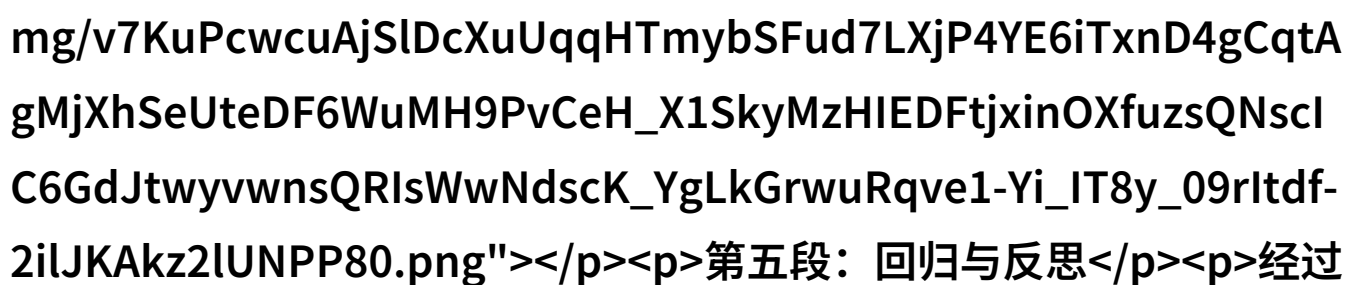 mg/v7KuPcwcuAjSlDcXuUqqHTmybSFud7LXjP4YE6iTxnD4gCqtA
gMjXhSeUteDF6WuMH9PvCeH_X1SkyMzHIEDFtjxinOXfuzsQNscI
C6GdJtwyvwnsQRIsWwNdscK_YgLkGrwuRqve1-Yi_IT8y_09rItdf-
2ilJKAkz2lUNPP80.png"></p><p>第五段：回归与反思</p><p>经过